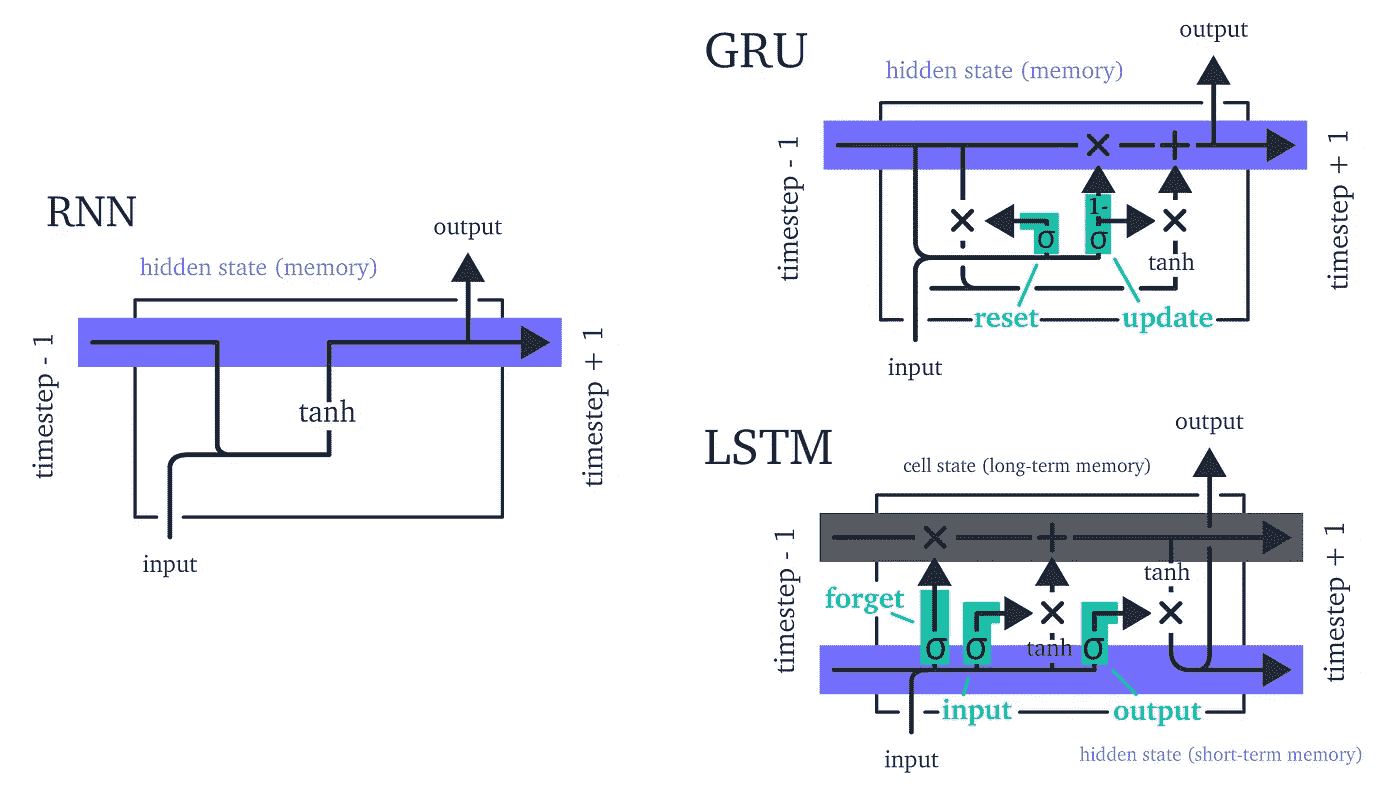 RNN
hidden state (memory)
output
timestep - 1
tanh
timestep + 1
input
GRU
output
hidden state (memory)
timestep - 1
×
+
timestep + 1
×
σ
1-
σ
×
tanh
reset
update
input
LSTM
output
cell state (long-term memory)
timestep - 1
×
+
timestep + 1
tanh
forget
×
×
σ
σ
tanh
σ
input
output
input
hidden state (short-term memory)